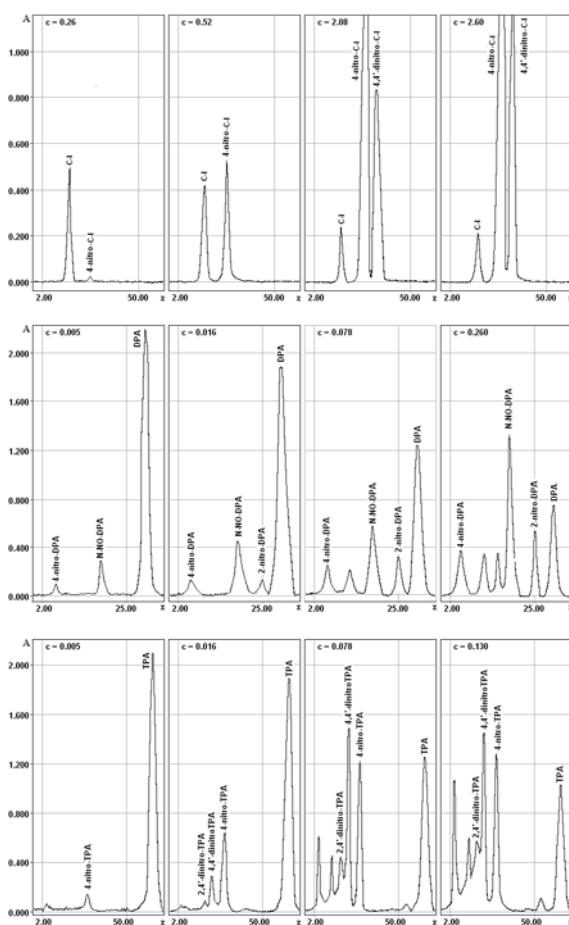 A c = 0.26 c = 0.52 c = 2.08 c = 2.60
1.000
0.800
0.600
0.400
0.200
0.000
C-I
4-nitro-C-I
C-I
4-nitro-C-I
C-I
4-nitro-C-I
4,4'-dinitro-C-I
C-I
4-nitro-C-I
4,4'-dinitro-C-I
2.00 50.00 x 2.00 50.00 x 2.00 50.00 x 2.00 50.00 x
A c = 0.005 c = 0.016 c = 0.078 c = 0.260
2.000
1.600
1.200
0.800
0.400
0.000
4-nitro-DPA
N-NO-DPA
DPA
4-nitro-DPA
N-NO-DPA
2-nitro-DPA
DPA
4-nitro-DPA
N-NO-DPA
2-nitro-DPA
DPA
4-nitro-DPA
N-NO-DPA
2-nitro-DPA
DPA
25.00 x 25.00 x 25.00 x 25.00 x
A c = 0.005 c = 0.016 c = 0.078 c = 0.130
2.000
1.600
1.200
0.800
0.400
0.000
4-nitro-TPA
TPA
2,4'-dinitro-TPA
4,4'-dinitroTPA
4-nitro-TPA
TPA
2,4'-dinitro-TPA
4,4'-dinitroTPA
4-nitro-TPA
TPA
2,4'-dinitro-TPA
4,4'-dinitroTPA
4-nitro-TPA
TPA
2.00 50.00 x 2.00 50.00 x 2.00 50.00 x 2.00 50.00 x